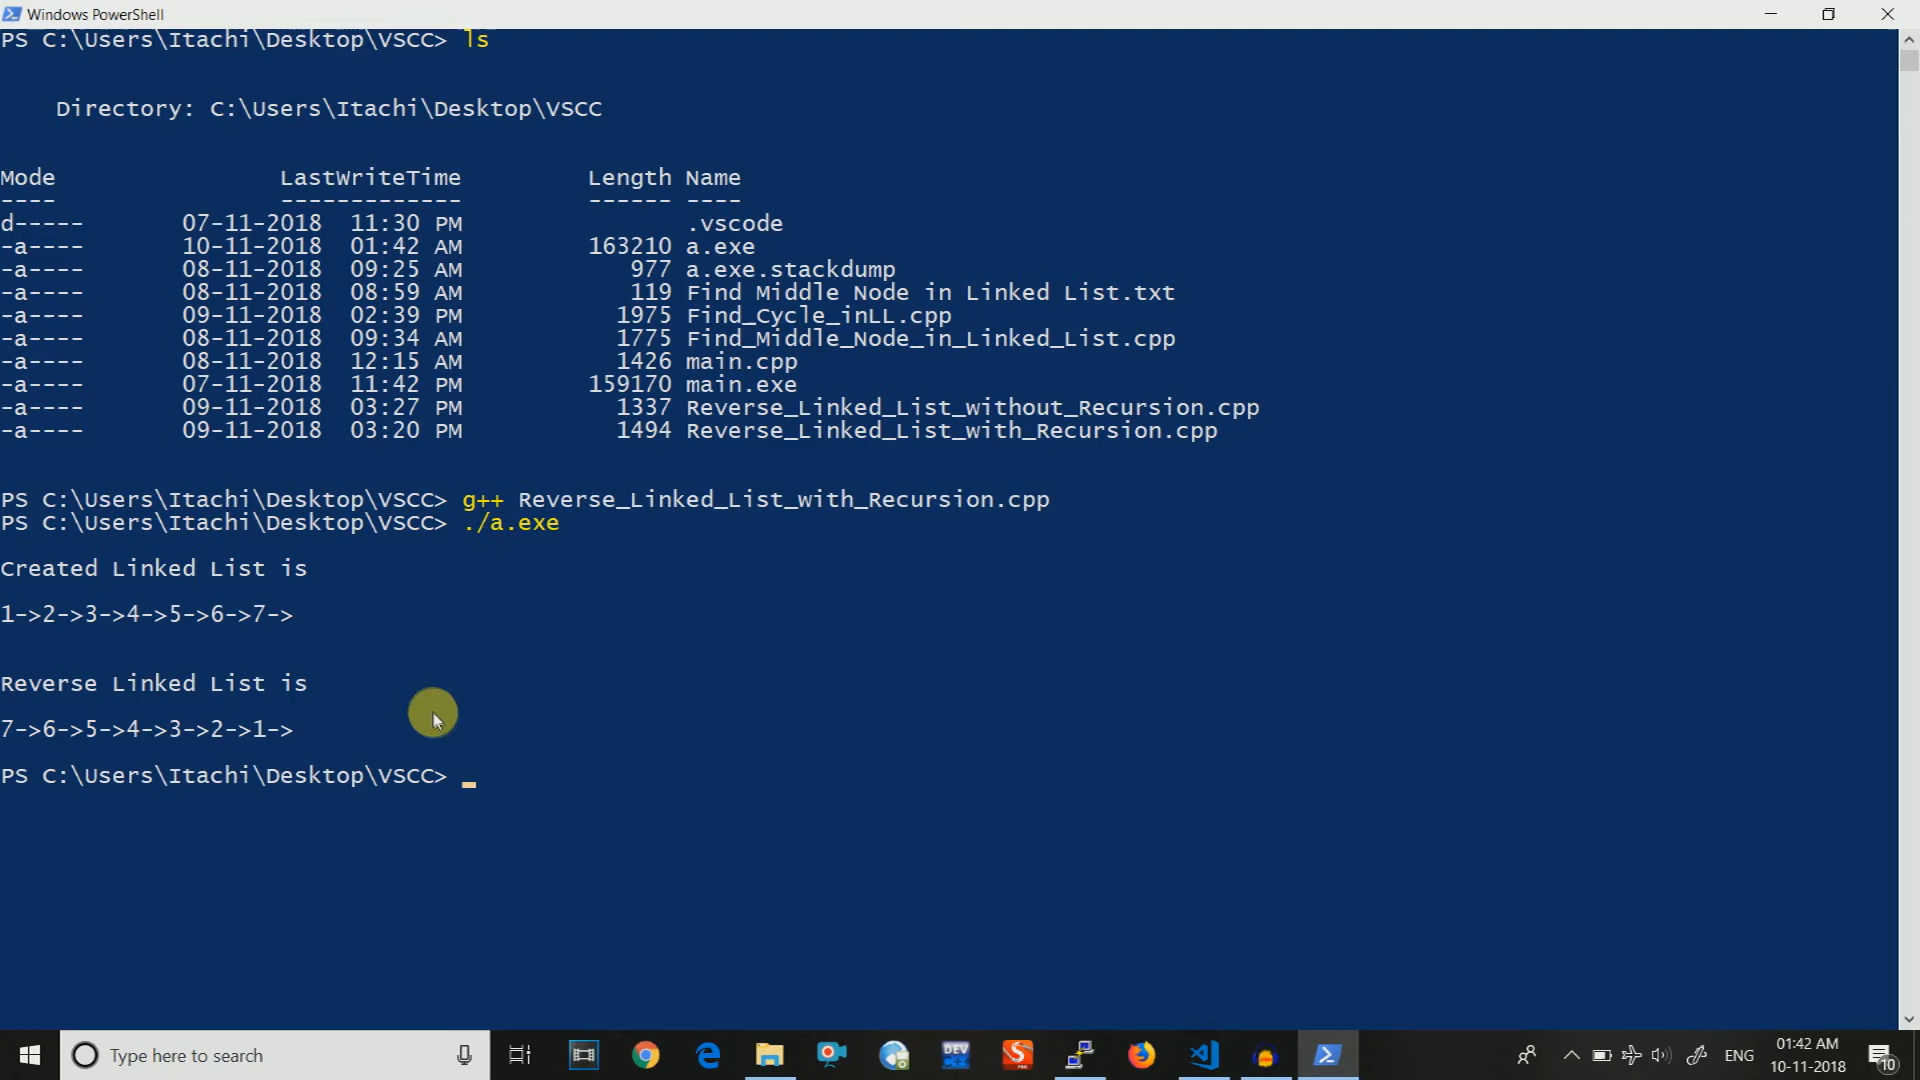 Windows PowerShell
PS C:\Users\Itachi\Desktop\VSCC> ls
Directory: C:\Users\Itachi\Desktop\VSCC
Mode LastWriteTime Length Name
---- ------------- ------ ----
d----- 07-11-2018 11:30 PM .vscode
-a---- 10-11-2018 01:42 AM 163210 a.exe
-a---- 08-11-2018 09:25 AM 977 a.exe.stackdump
-a---- 08-11-2018 08:59 AM 119 Find Middle Node in Linked List.txt
-a---- 09-11-2018 02:39 PM 1975 Find_Cycle_inLL.cpp
-a---- 08-11-2018 09:34 AM 1775 Find_Middle_Node_in_Linked_List.cpp
-a---- 08-11-2018 12:15 AM 1426 main.cpp
-a---- 07-11-2018 11:42 PM 159170 main.exe
-a---- 09-11-2018 03:27 PM 1337 Reverse_Linked_List_without_Recursion.cpp
-a---- 09-11-2018 03:20 PM 1494 Reverse_Linked_List_with_Recursion.cpp
PS C:\Users\Itachi\Desktop\VSCC> g++ Reverse_Linked_List_with_Recursion.cpp
PS C:\Users\Itachi\Desktop\VSCC> ./a.exe
Created Linked List is
1->2->3->4->5->6->7->
Reverse Linked List is
7->6->5->4->3->2->1->
PS C:\Users\Itachi\Desktop\VSCC>
Type here to search
DEV
ENG
01:42 AM
10-11-2018
10